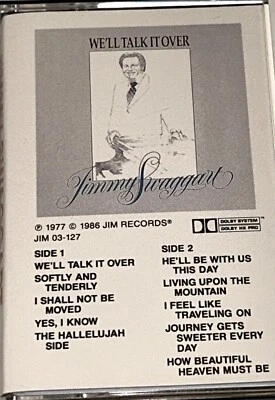 WE'LL TALK IT OVER
Jimmy Swaggart
℗ 1977 © 1986 JIM RECORDS®
JIM 03-127
DOLBY SYSTEM
DOLBY HX PRO
SIDE 1
WE'LL TALK IT OVER
SOFTLY AND
TENDERLY
I SHALL NOT BE
MOVED
YES, I KNOW
THE HALLELUJAH
SIDE
SIDE 2
HE'LL BE WITH US
THIS DAY
LIVING UPON THE
MOUNTAIN
I FEEL LIKE
TRAVELING ON
JOURNEY GETS
SWEETER EVERY
DAY
HOW BEAUTIFUL
HEAVEN MUST BE